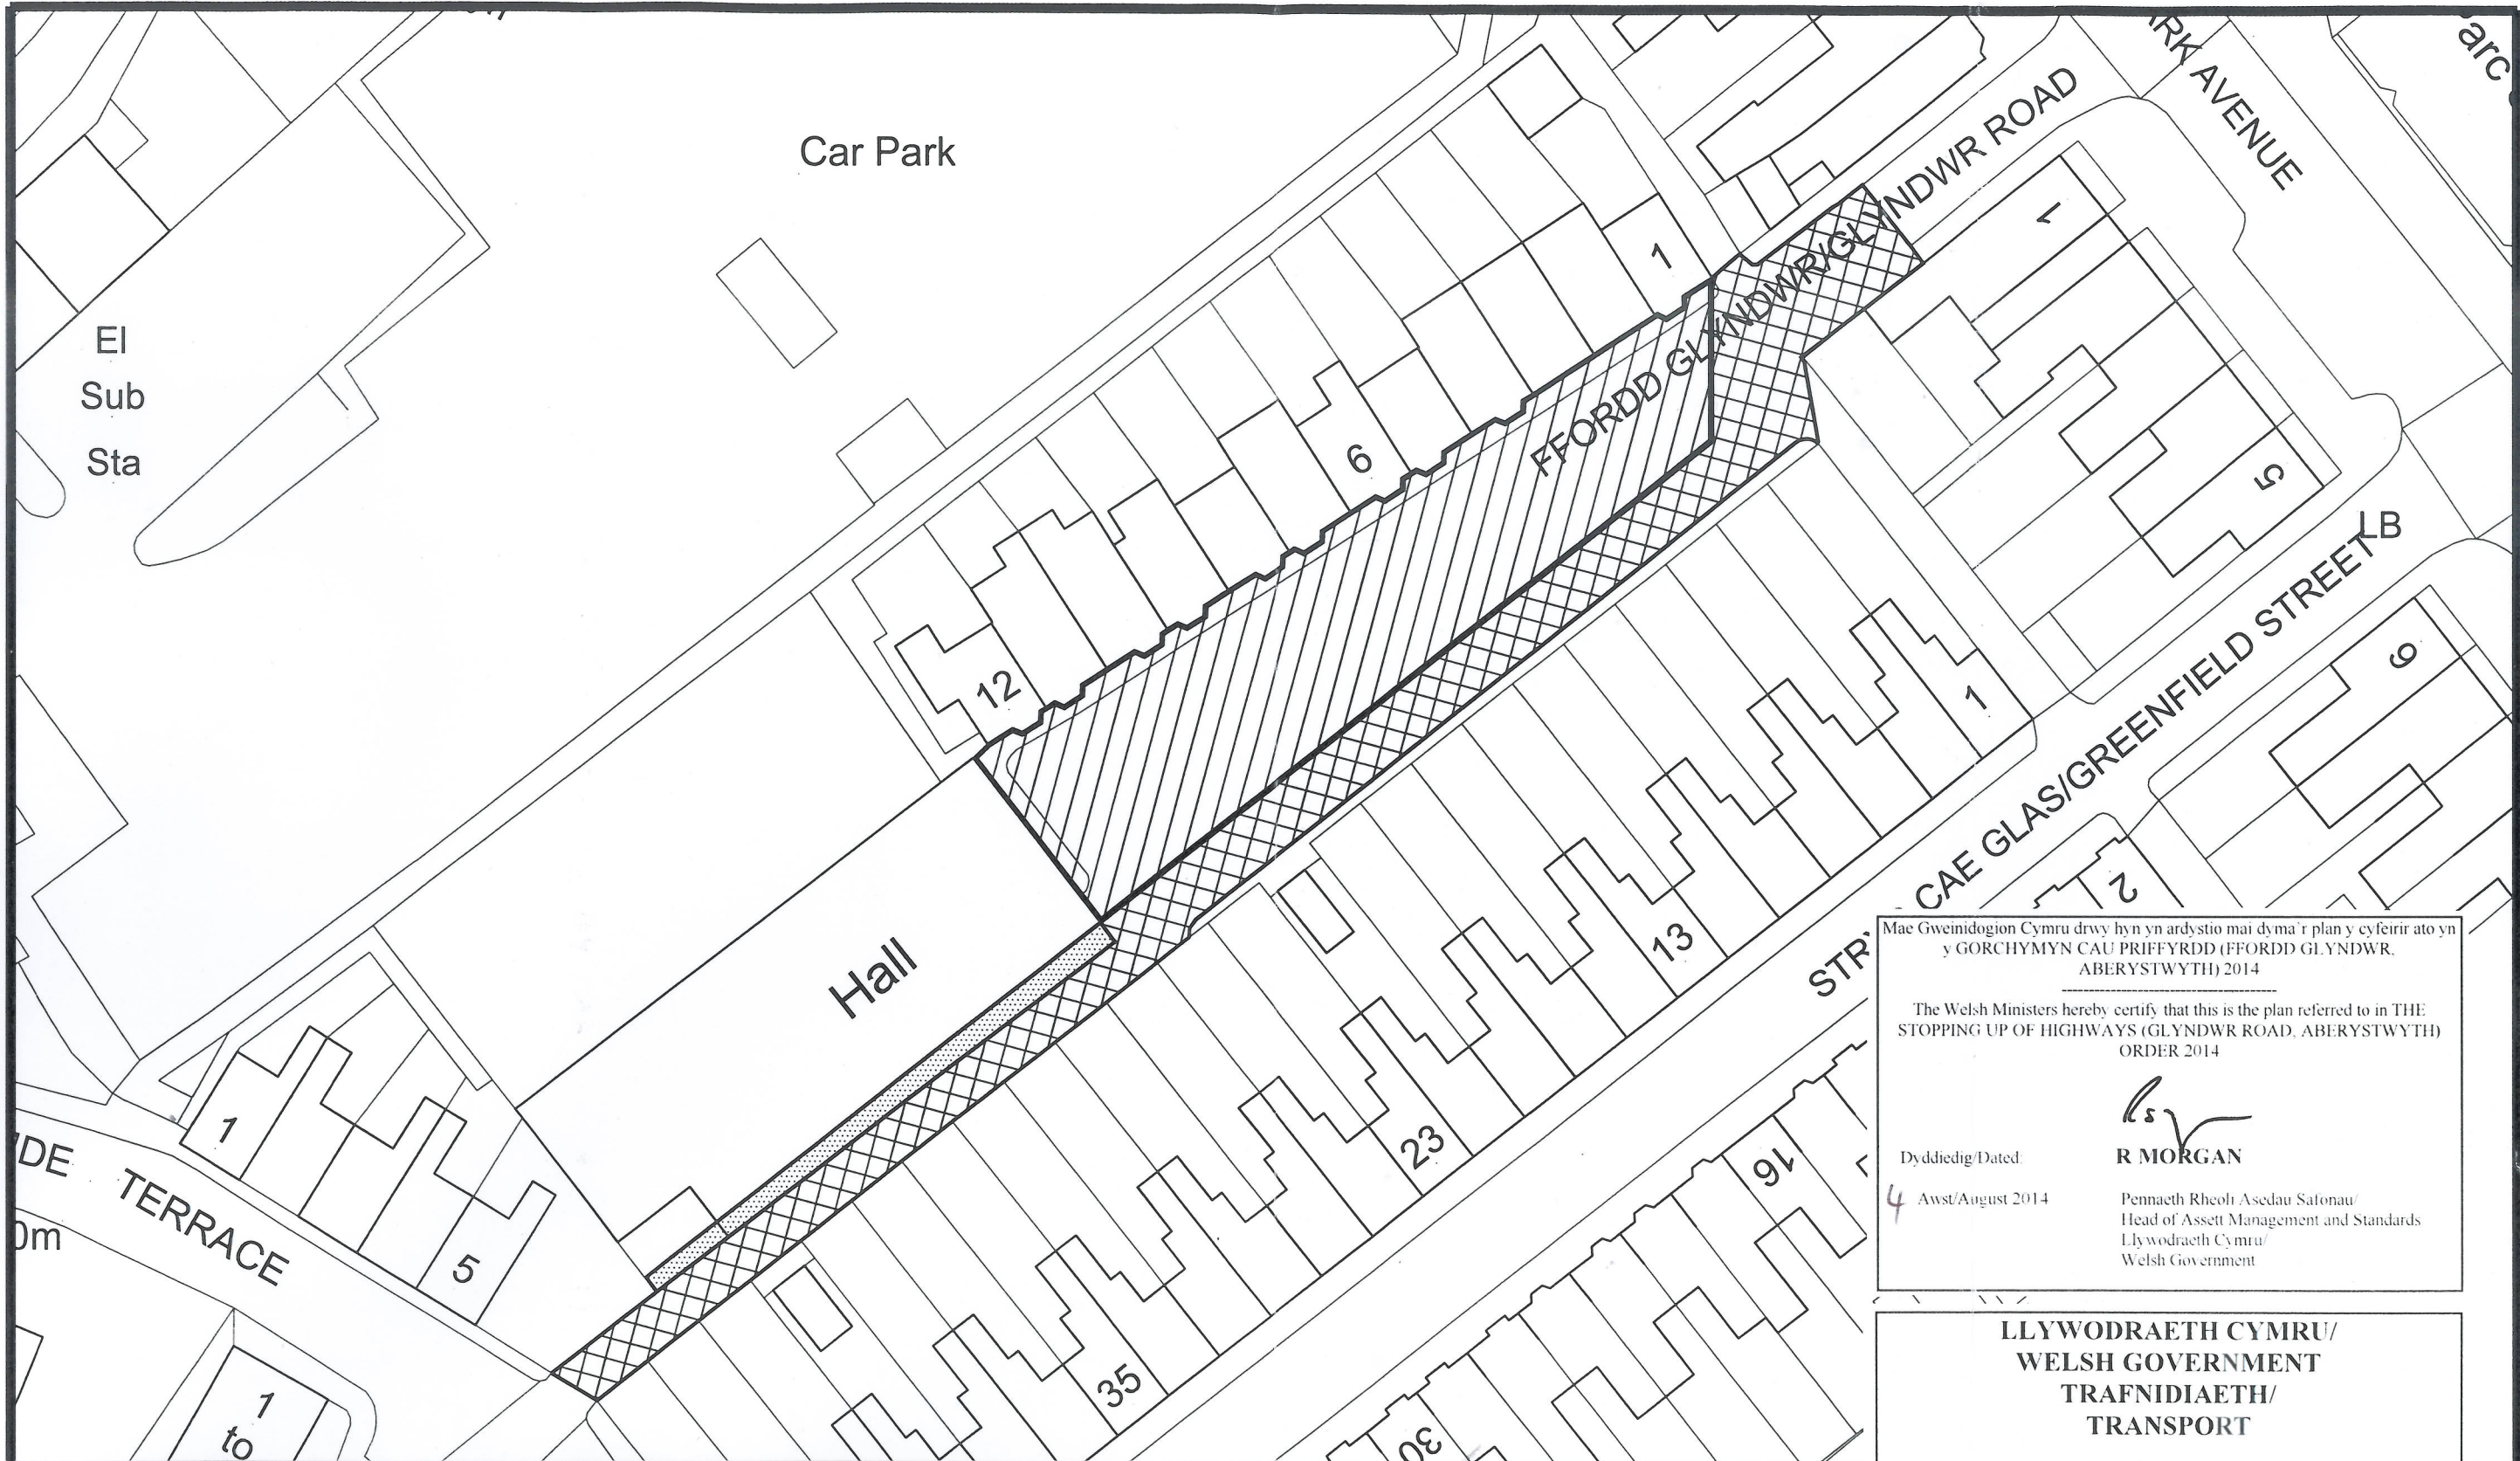 Car Park
El
Sub
Sta
RK AVENUE
arc
FFORDD GLYNDWR/GLYNDWR ROAD
1
6
12
1
5
LB
STR CAE GLAS/GREENFIELD STREET
9
2
1
13
23
35
16
30
Hall
1
5
IDE TERRACE
0m
1
to
Mae Gweinidogion Cymru drwy hyn yn ardystio mai dyma`r plan y cyfeirir ato yn
y GORCHYMYN CAU PRIFFYRDD (FFORDD GLYNDWR,
ABERYSTWYTH) 2014
The Welsh Ministers hereby certify that this is the plan referred to in THE
STOPPING UP OF HIGHWAYS (GLYNDWR ROAD, ABERYSTWYTH)
ORDER 2014
Dyddiedig/Dated:
R MORGAN
4 Awst/August 2014
Pennaeth Rheoli Asedau Safonau/
Head of Assett Management and Standards
Llywodraeth Cymru/
Welsh Government
LLYWODRAETH CYMRU/
WELSH GOVERNMENT
TRAFNIDIAETH/
TRANSPORT